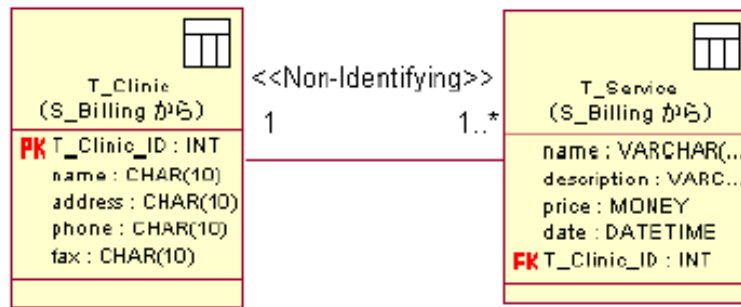 T_Clinic
(S_Billing から)
PK T_Clinic_ID : INT
name : CHAR(10)
address : CHAR(10)
phone : CHAR(10)
fax : CHAR(10)
<<Non-Identifying>>
1
1..*
T_Service
(S_Billing から)
name : VARCHAR(...
description : VARC...
price : MONEY
date : DATETIME
FK T_Clinic_ID : INT